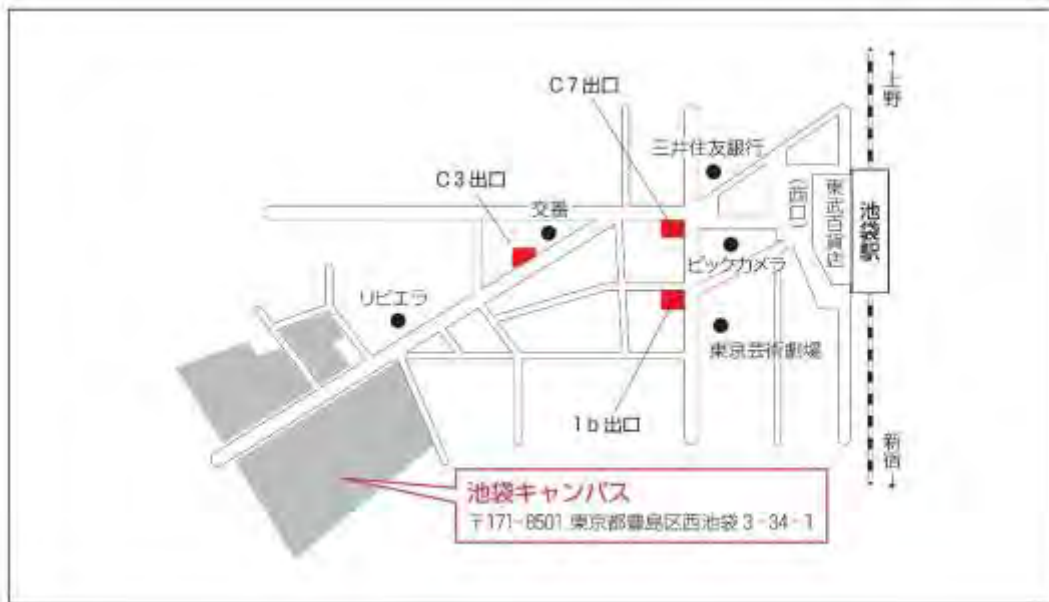 ←上野
C7出口
三井住友銀行
C3出口
交番
(西口)
東武百貨店
池袋駅
ビックカメラ
リビエラ
東京芸術劇場
1b出口
新宿→
池袋キャンパス
〒171-8501 東京都豊島区西池袋3-34-1